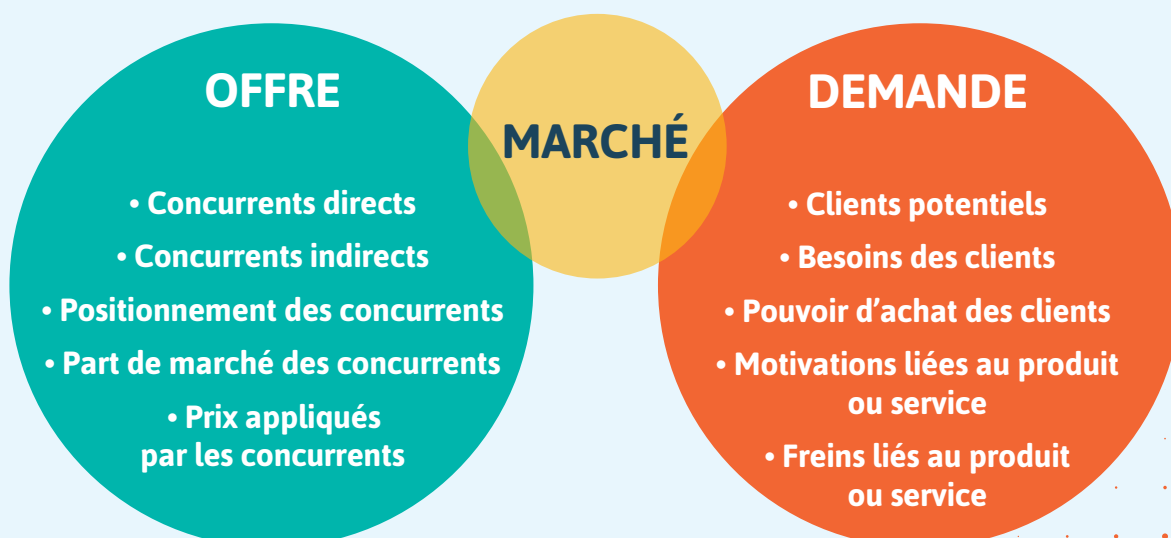 OFFRE
• Concurrents directs
• Concurrents indirects
• Positionnement des concurrents
• Part de marché des concurrents
• Prix appliqués
par les concurrents
MARCHÉ
DEMANDE
• Clients potentiels
• Besoins des clients
• Pouvoir d’achat des clients
• Motivations liées au produit
ou service
• Freins liés au produit
ou service